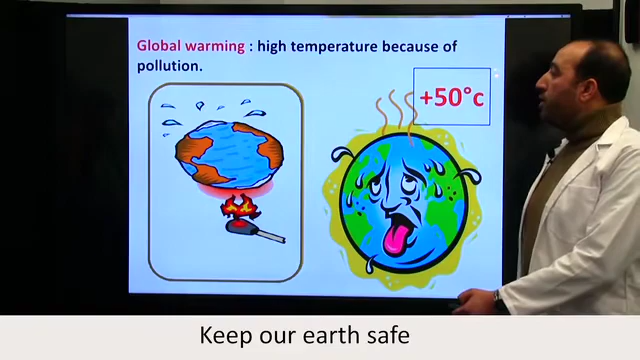 Global warming : high temperature because of
pollution.
+50°c
Keep our earth safe